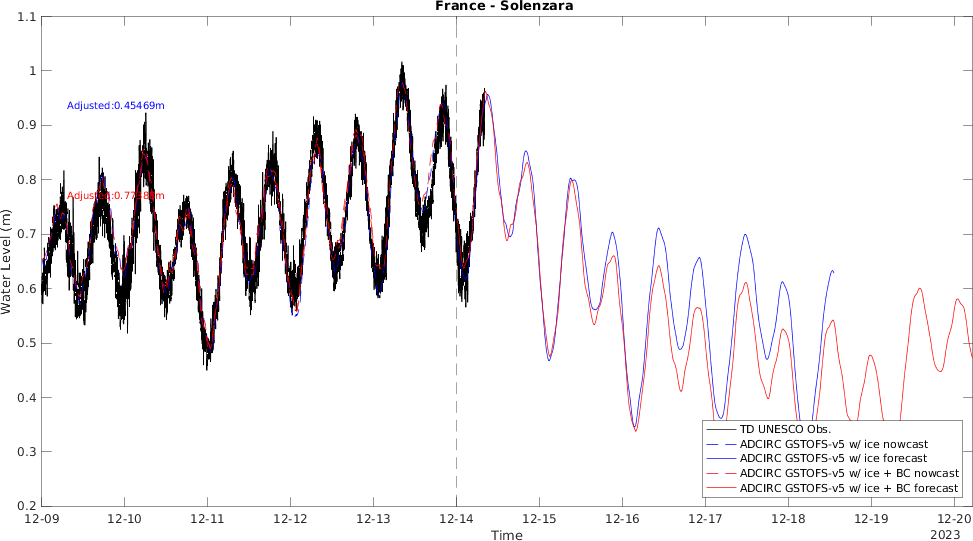 France - Solenzara
1.1
1
0.9
0.8
0.7
0.6
0.5
0.4
0.3
0.2
Water Level (m)
Adjusted:0.45469m
TD UNESCO Obs.
ADCIRC GSTOFS-v5 w/ ice nowcast
ADCIRC GSTOFS-v5 w/ ice forecast
ADCIRC GSTOFS-v5 w/ ice + BC nowcast
ADCIRC GSTOFS-v5 w/ ice + BC forecast
12-09 12-10 12-11 12-12 12-13 12-14 12-15 12-16 12-17 12-18 12-19 12-20
Time
2023